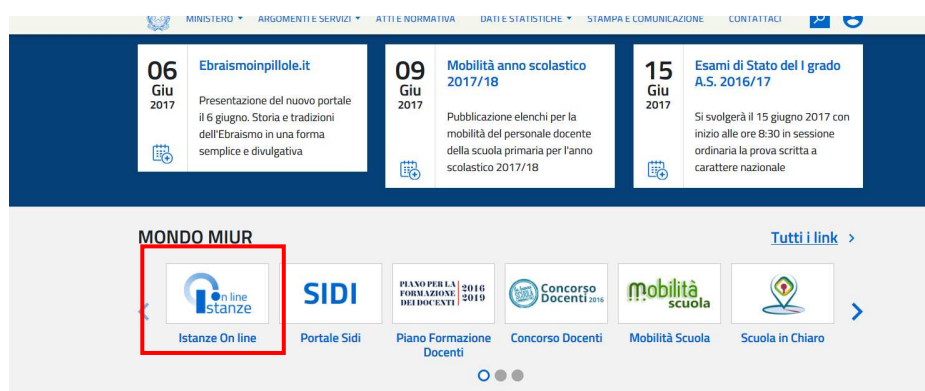 MINISTERO
ARGOMENTI E SERVIZI
ATTI E NORMATIVA
DATI E STATISTICHE
STAMPA E COMUNICAZIONE
CONTATTACI
06
Giu
2017
Ebraismoinpillole.it
Presentazione del nuovo portale
il 6 giugno. Storia e tradizioni
dell'Ebraismo in una forma
semplice e divulgativa
09
Giu
2017
Mobilità anno scolastico
2017/18
Pubblicazione elenchi per la
mobilità del personale docente
della scuola primaria per l'anno
scolastico 2017/18
15
Giu
2017
Esami di Stato del I grado
A.S. 2016/17
Si svolgerà il 15 giugno 2017 con
inizio alle ore 8:30 in sessione
ordinaria la prova scritta a
carattere nazionale
MONDO MIUR
Tutti i link
On line
Istanze
Istanze On line
SIDI
Portale Sidi
PIANO PER LA
FORMAZIONE
DEI DOCENTI
2016
2019
Piano Formazione
Docenti
Concorso
Docenti 2016
Concorso Docenti
mobilità
scuola
Mobilità Scuola
Scuola in Chiaro